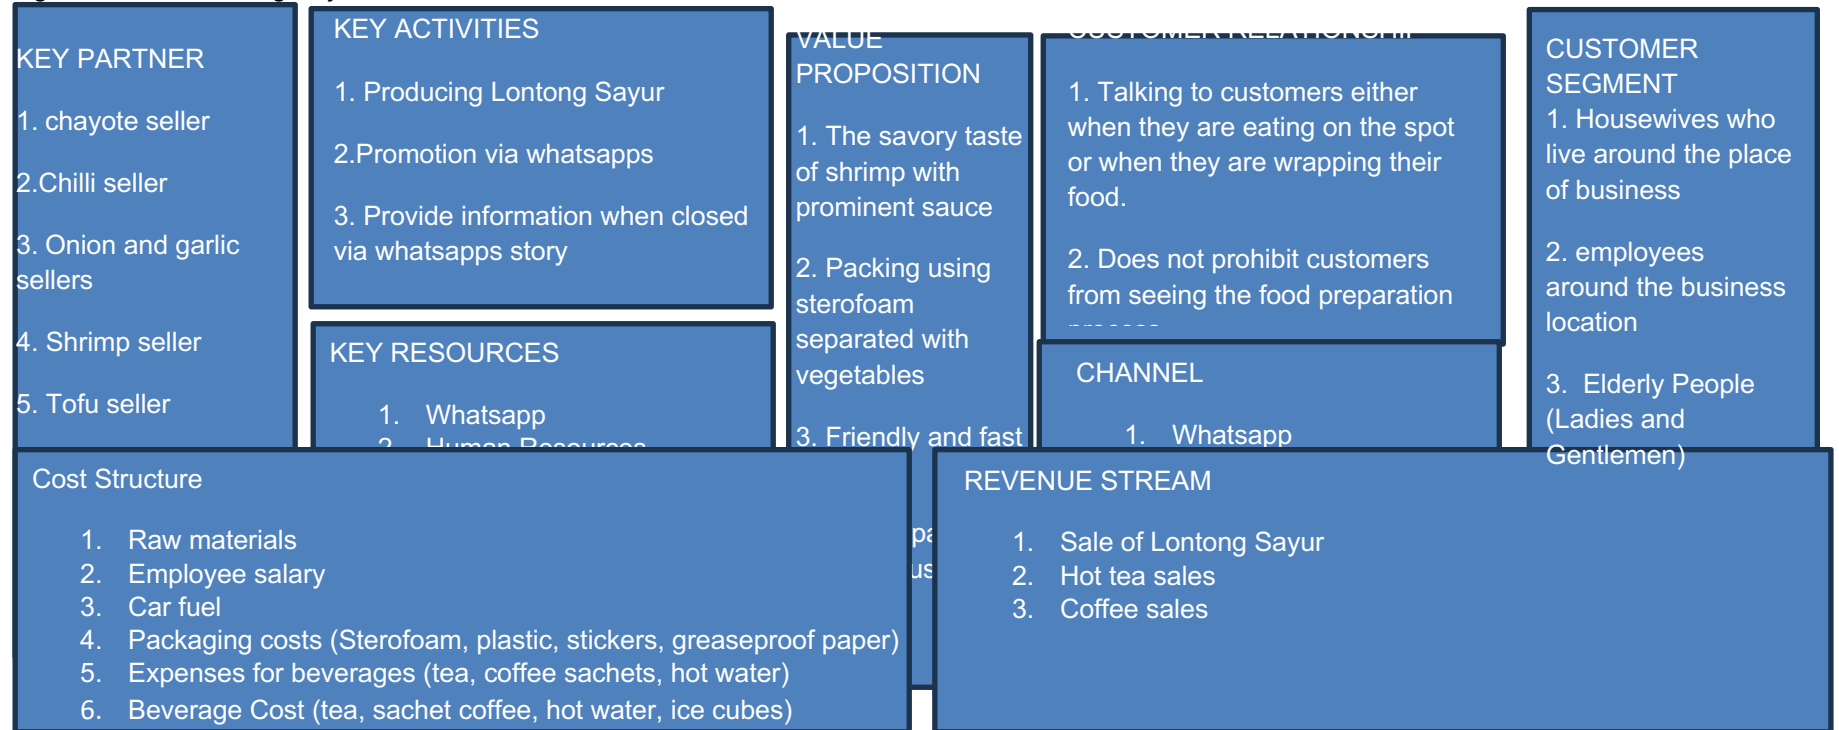 KEY PARTNER
1. chayote seller
2.Chilli seller
3. Onion and garlic
sellers
4. Shrimp seller
5. Tofu seller
KEY ACTIVITIES
1. Producing Lontong Sayur
2.Promotion via whatsapps
3. Provide information when closed
via whatsapps story
KEY RESOURCES
1. Whatsapp
2. Human Resources
VALUE
PROPOSITION
1. The savory taste
of shrimp with
prominent sauce
2. Packing using
sterofoam
separated with
vegetables
3. Friendly and fast
CUSTOMER RELATIONSHIP
1. Talking to customers either
when they are eating on the spot
or when they are wrapping their
food.
2. Does not prohibit customers
from seeing the food preparation
CHANNEL
1. Whatsapp
CUSTOMER
SEGMENT
1. Housewives who
live around the place
of business
2. employees
around the business
location
3. Elderly People
(Ladies and
Gentlemen)
Cost Structure
1. Raw materials
2. Employee salary
3. Car fuel
4. Packaging costs (Sterofoam, plastic, stickers, greaseproof paper)
5. Expenses for beverages (tea, coffee sachets, hot water)
6. Beverage Cost (tea, sachet coffee, hot water, ice cubes)
REVENUE STREAM
1. Sale of Lontong Sayur
2. Hot tea sales
3. Coffee sales